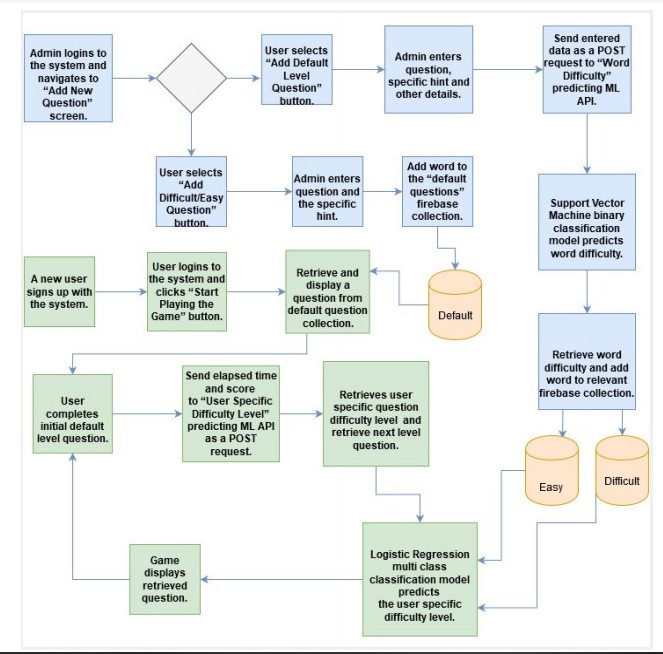 Admin logins to
the system and
navigates to
“Add New
Question”
screen.
User selects
“Add Default
Level
Question”
button.
Admin enters
question,
specific hint and
other details.
Send entered
data as a POST
request to “Word
Difficulty”
predicting ML
API.
User selects
“Add
Difficult/Easy
Question”
button.
Admin enters
question and
the specific
hint.
Add word to
the “default
questions”
firebase
collection.
Support Vector
Machine binary
classification
model predicts
word difficulty.
A new user
signs up with
the system.
User logins to
the system and
clicks “Start
Playing the
Game” button.
Retrieve and
display a
question from
default question
collection.
Default
Retrieve word
difficulty and add
word to relevant
firebase collection.
User
completes
initial default
level question.
Send elapsed time
and score
to “User Specific
Difficulty Level”
predicting ML API
as a POST
request.
Retrieves user
specific question
difficulty level and
retrieve next level
question.
Easy
Difficult
Game
displays
retrieved
question.
Logistic Regression
multi class
classification model
predicts
the user specific
difficulty level.